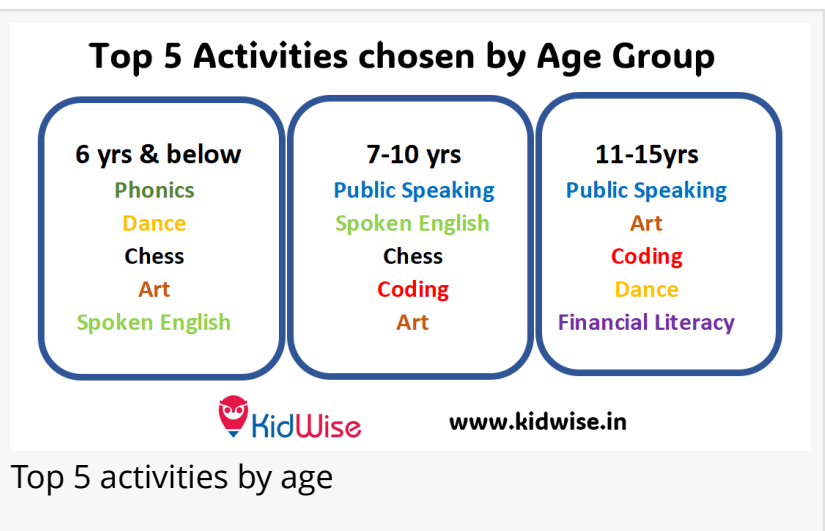 Top 5 Activities chosen by Age Group
6 yrs & below
Phonics
Dance
Chess
Art
Spoken English
7-10 yrs
Public Speaking
Spoken English
Chess
Coding
Art
11-15yrs
Public Speaking
Art
Coding
Dance
Financial Literacy
KidWise
www.kidwise.in
Top 5 activities by age